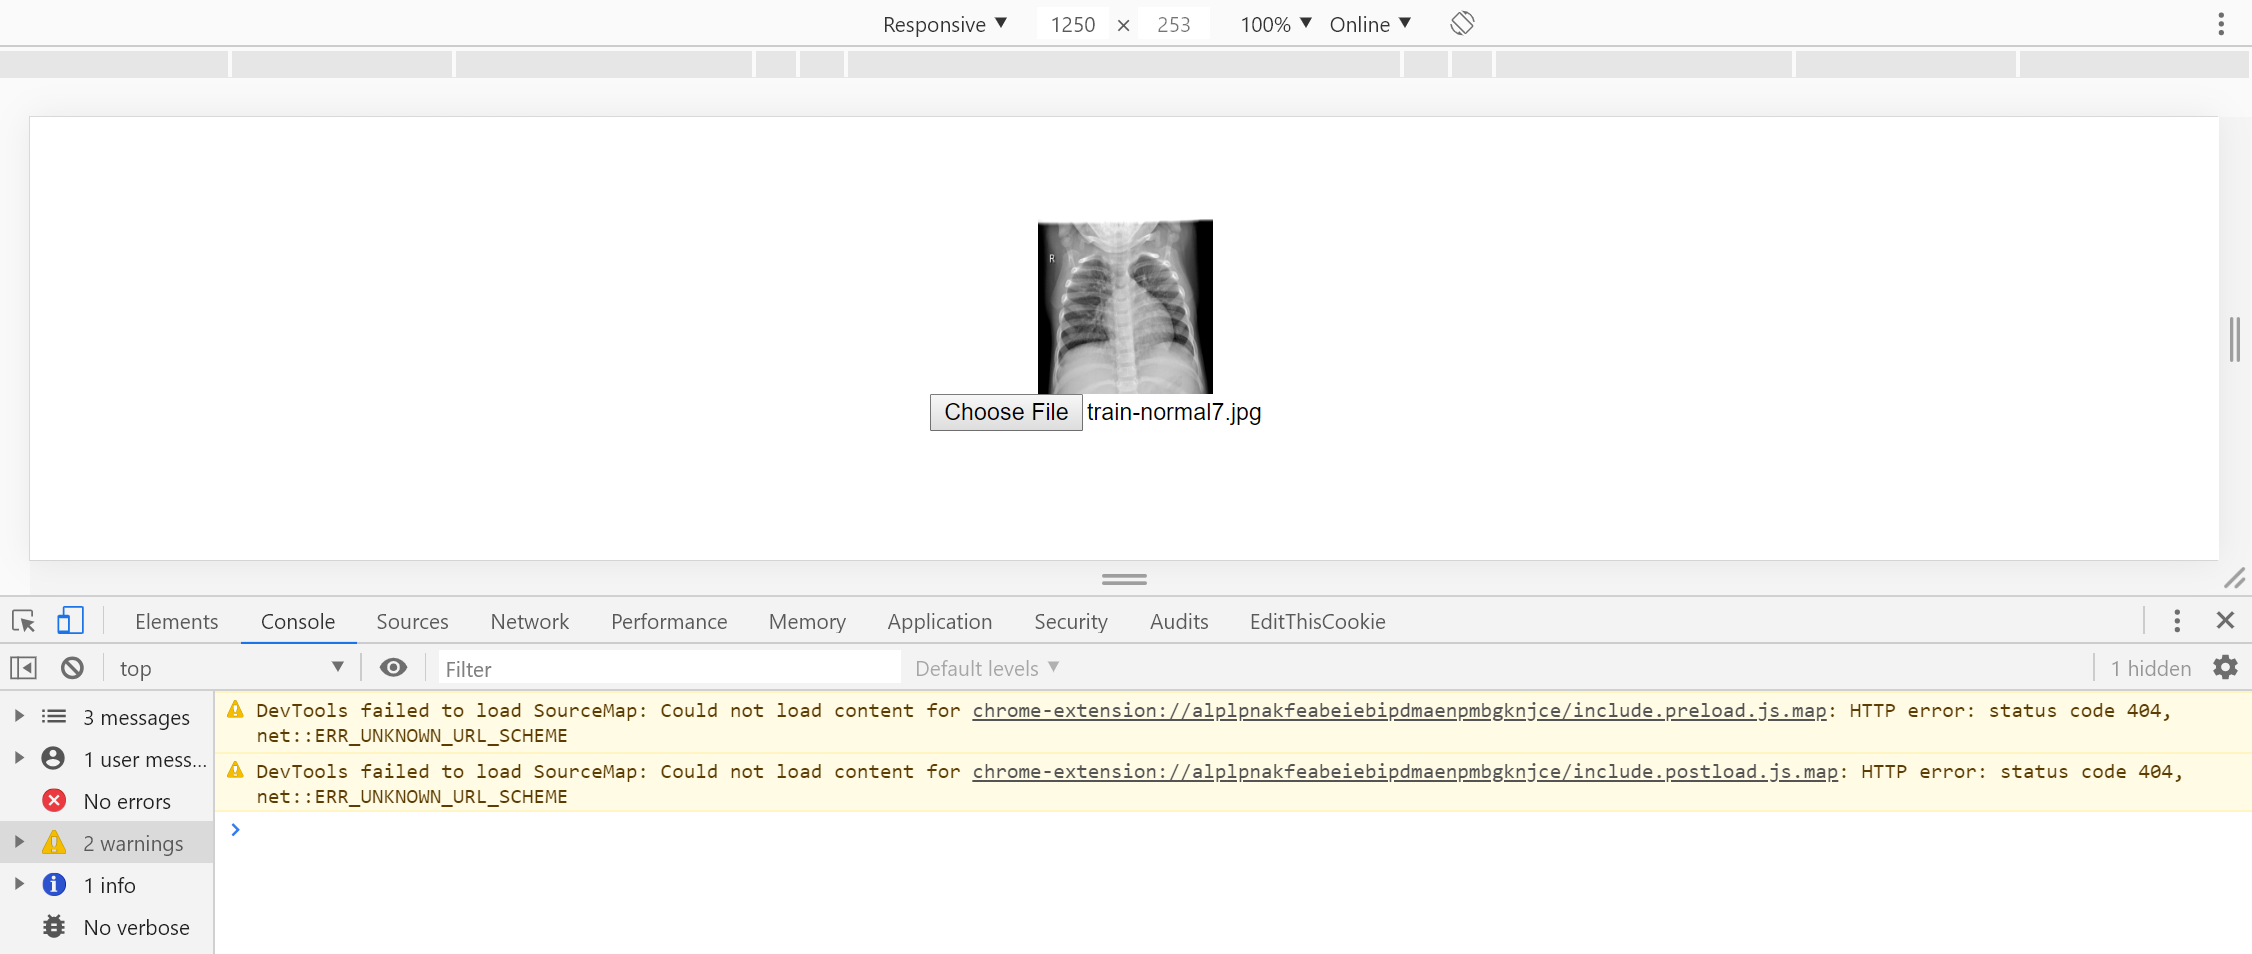 Responsive ▼ 1250 × 253 100% ▼ Online ▼
R
Choose File train-normal7.jpg
Elements Console Sources Network Performance Memory Application Security Audits EditThisCookie
top ▼ Filter Default levels ▼ 1 hidden
3 messages
1 user mess...
No errors
2 warnings
1 info
No verbose
DevTools failed to load SourceMap: Could not load content for chrome-extension://alplpnakfeabeiebipdmaenpmbgknjce/include.preload.js.map: HTTP error: status code 404,
net::ERR_UNKNOWN_URL_SCHEME
DevTools failed to load SourceMap: Could not load content for chrome-extension://alplpnakfeabeiebipdmaenpmbgknjce/include.postload.js.map: HTTP error: status code 404,
net::ERR_UNKNOWN_URL_SCHEME